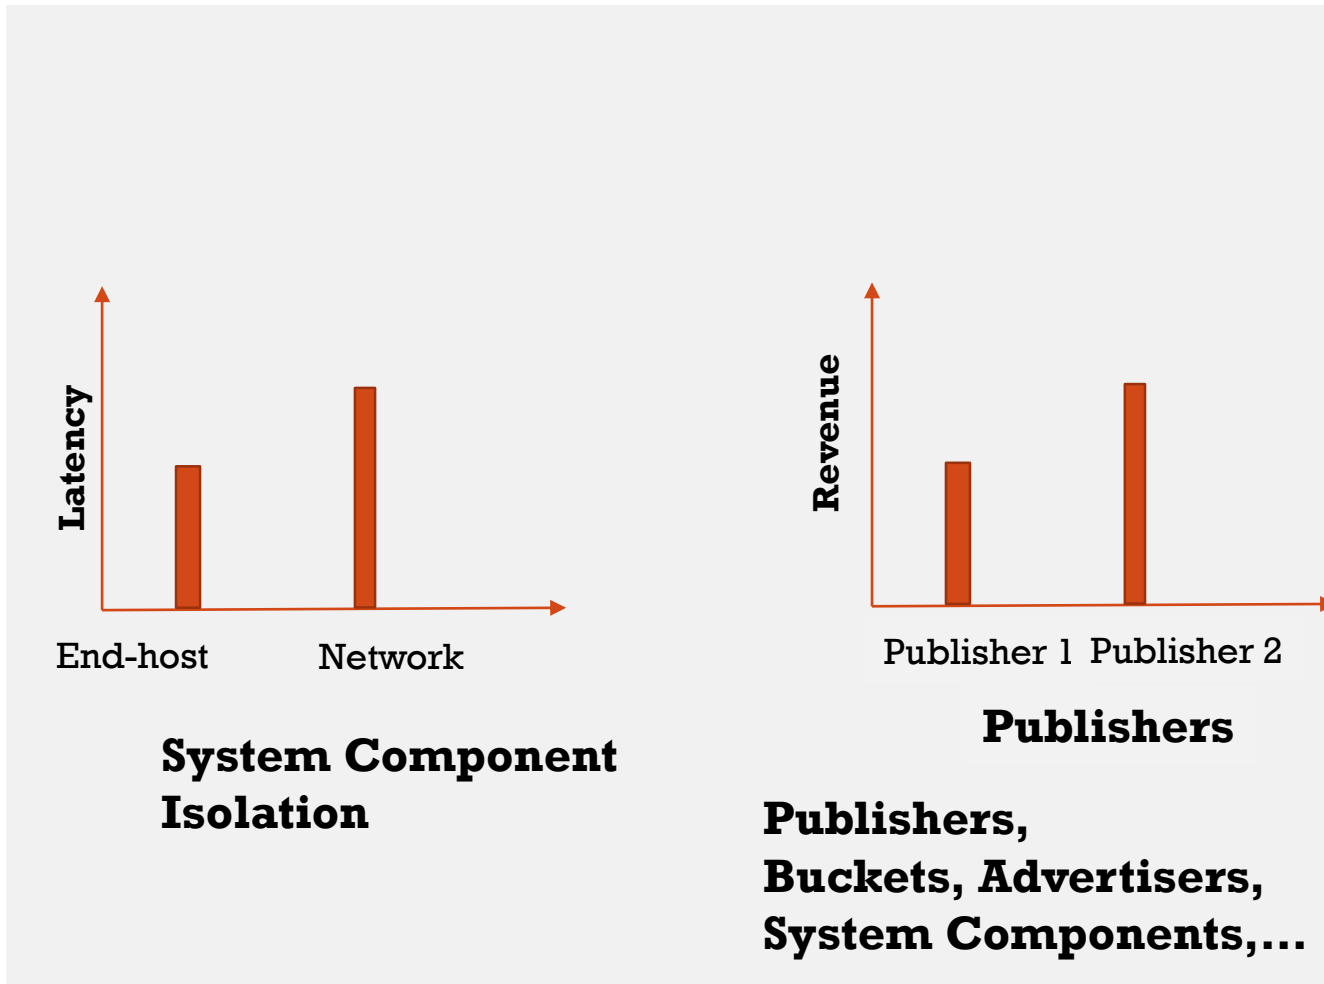 Latency
End-host
Network
System Component
Isolation
Revenue
Publisher 1
Publisher 2
Publishers
Publishers,
Buckets, Advertisers,
System Components,...